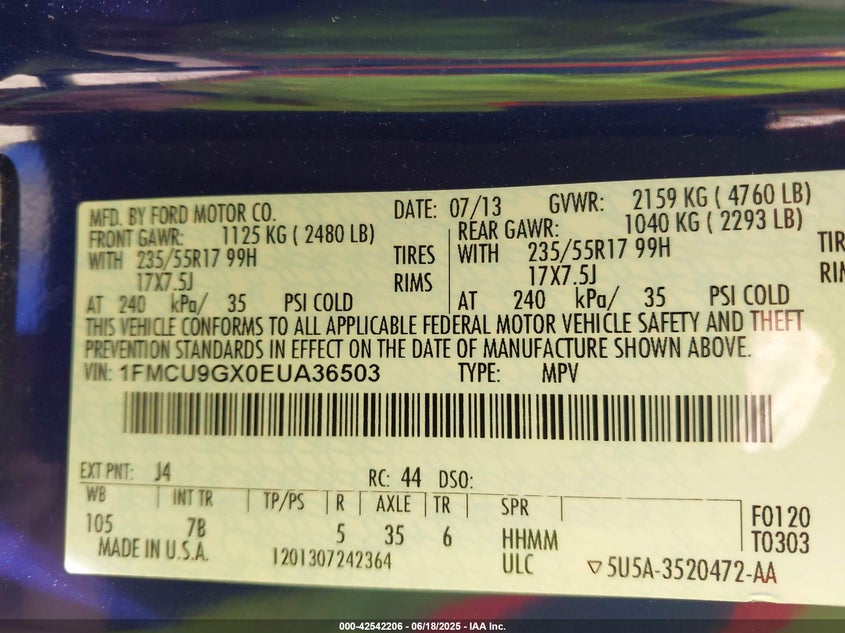 MFD. BY FORD MOTOR CO. DATE: 07/13 GVWR: 2159 KG ( 4760 LB)
FRONT GAWR: 1125 KG ( 2480 LB) REAR GAWR: 1040 KG ( 2293 LB)
WITH 235/55R17 99H TIRES WITH 235/55R17 99H
17X7.5J RIMS 17X7.5J
AT 240 kPa/ 35 PSI COLD AT 240 kPa/ 35 PSI COLD
THIS VEHICLE CONFORMS TO ALL APPLICABLE FEDERAL MOTOR VEHICLE SAFETY AND THEFT
PREVENTION STANDARDS IN EFFECT ON THE DATE OF MANUFACTURE SHOWN ABOVE.
VIN: 1FMCU9GX0EUA36503 TYPE: MPV
EXT PNT: J4 RC: 44 DSO:
WB INT TR TP/PS R AXLE TR SPR
105 7B 5 35 6 HHMM F0120
MADE IN U.S.A. 1201307242364 ULC T0303
5U5A-3520472-AA
000-42542206 - 06/18/2025 - IAA Inc.